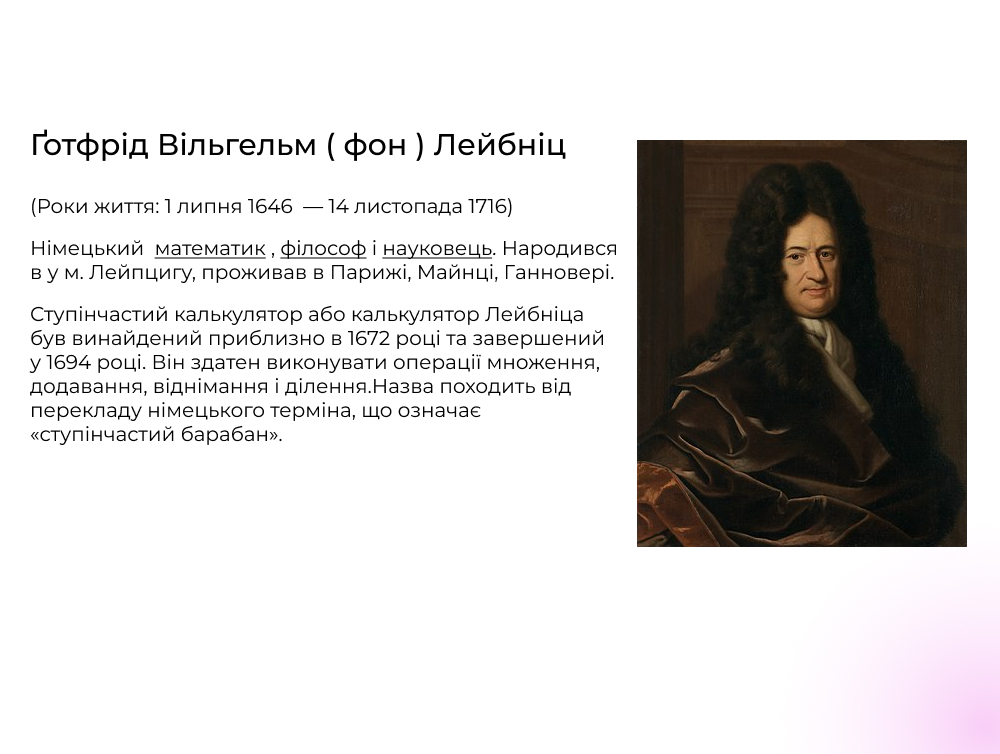 Ґотфрід Вільгельм ( фон ) Лейбніц
(Роки життя: 1 липня 1646 — 14 листопада 1716)
Німецький математик , філософ і науковець. Народився
в у м. Лейпцигу, проживав в Парижі, Майнці, Ганновері.
Ступінчастий калькулятор або калькулятор Лейбніца
був винайдений приблизно в 1672 році та завершений
у 1694 році. Він здатен виконувати операції множення,
додавання, віднімання і ділення.Назва походить від
перекладу німецького терміна, що означає
«ступінчастий барабан».